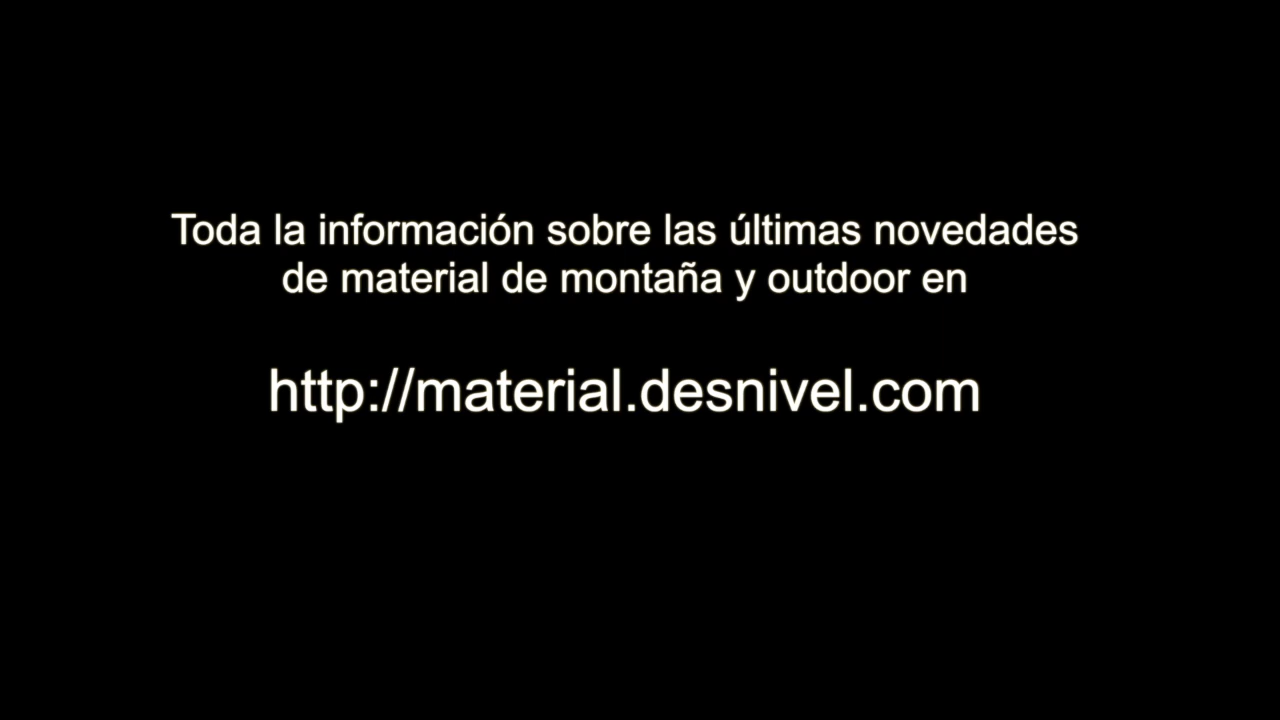 Toda la información sobre las últimas novedades
de material de montaña y outdoor en
http://material.desnivel.com